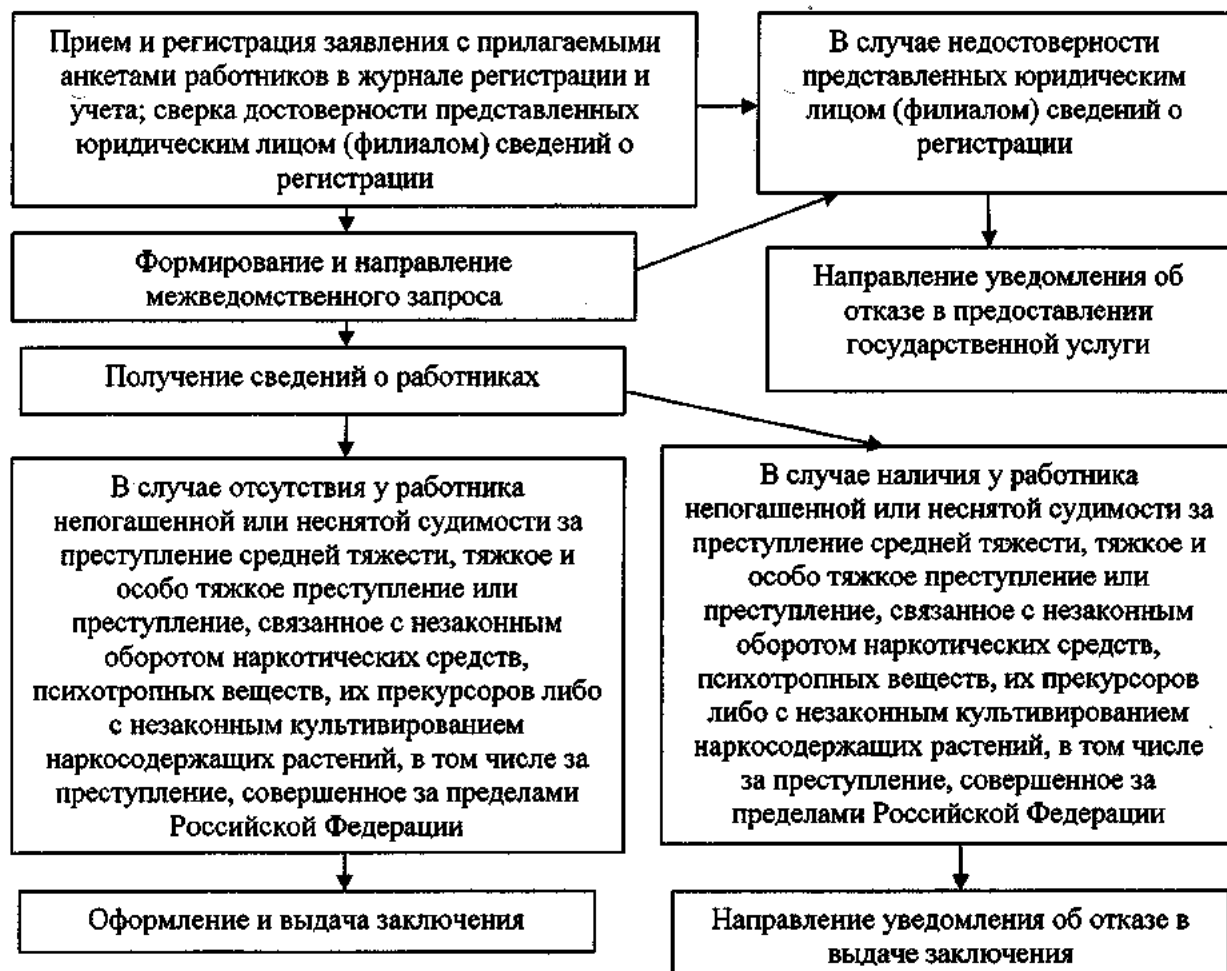 Прием и регистрация заявления с прилагаемыми
анкетами работников в журнале регистрации и
учета; сверка достоверности представленных
юридическим лицом (филиалом) сведений о
регистрации
В случае недостоверности
представленных юридическим
лицом (филиалом) сведений о
регистрации
Формирование и направление
межведомственного запроса
Направление уведомления об
отказе в предоставлении
государственной услуги
Получение сведений о работниках
В случае отсутствия у работника
непогашенной или неснятой судимости за
преступление средней тяжести, тяжкое и
особо тяжкое преступление или
преступление, связанное с незаконным
оборотом наркотических средств,
психотропных веществ, их прекурсоров либо
с незаконным культивированием
наркосодержащих растений, в том числе за
преступление, совершенное за пределами
Российской Федерации
В случае наличия у работника
непогашенной или неснятой судимости за
преступление средней тяжести, тяжкое и
особо тяжкое преступление или
преступление, связанное с незаконным
оборотом наркотических средств,
психотропных веществ, их прекурсоров
либо с незаконным культивированием
наркосодержащих растений, в том числе
за преступление, совершенное за
пределами Российской Федерации
Оформление и выдача заключения
Направление уведомления об отказе в
выдаче заключения